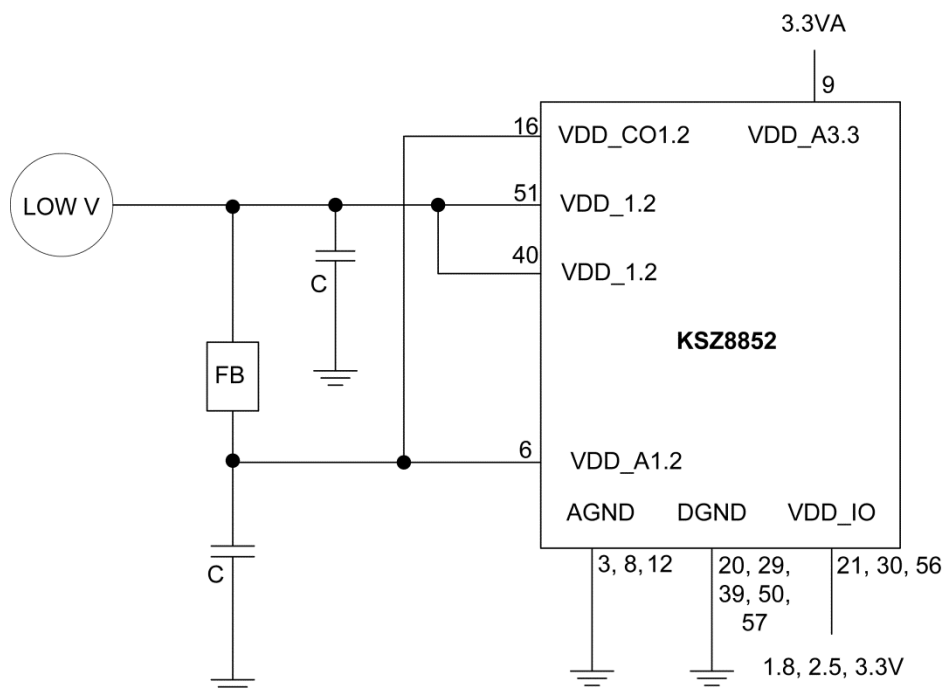 3.3VA
9
16
VDD_CO1.2
VDD_A3.3
LOW V
51
VDD_1.2
40
VDD_1.2
C
KSZ8852
FB
6
VDD_A1.2
AGND
DGND
VDD_IO
C
3, 8, 12
20, 29,
39, 50,
57
21, 30, 56
1.8, 2.5, 3.3V